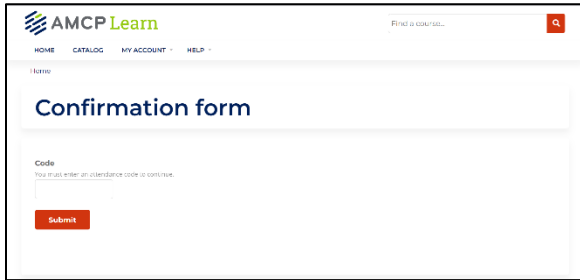 AMCP Learn
Find a course...
HOME CATALOG MY ACCOUNT HELP
Home
Confirmation form
Code
You must enter an attendance code to continue.
Submit